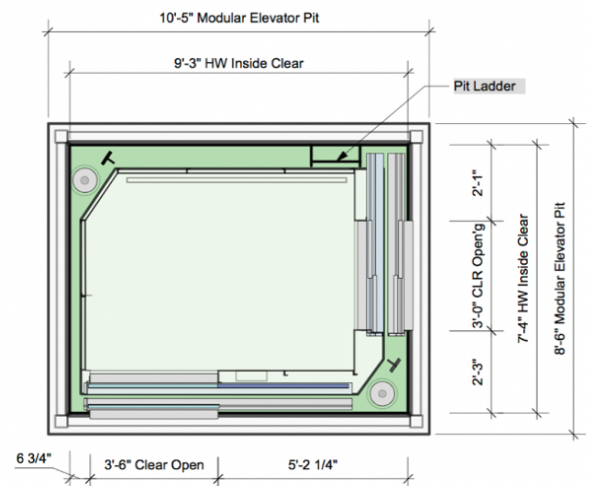 10'-5" Modular Elevator Pit
9'-3" HW Inside Clear
Pit Ladder
2'-1"
3'-0" CLR Open'g
2'-3"
7'-4" HW Inside Clear
8'-6" Modular Elevator Pit
6 3/4"
3'-6" Clear Open
5'-2 1/4"